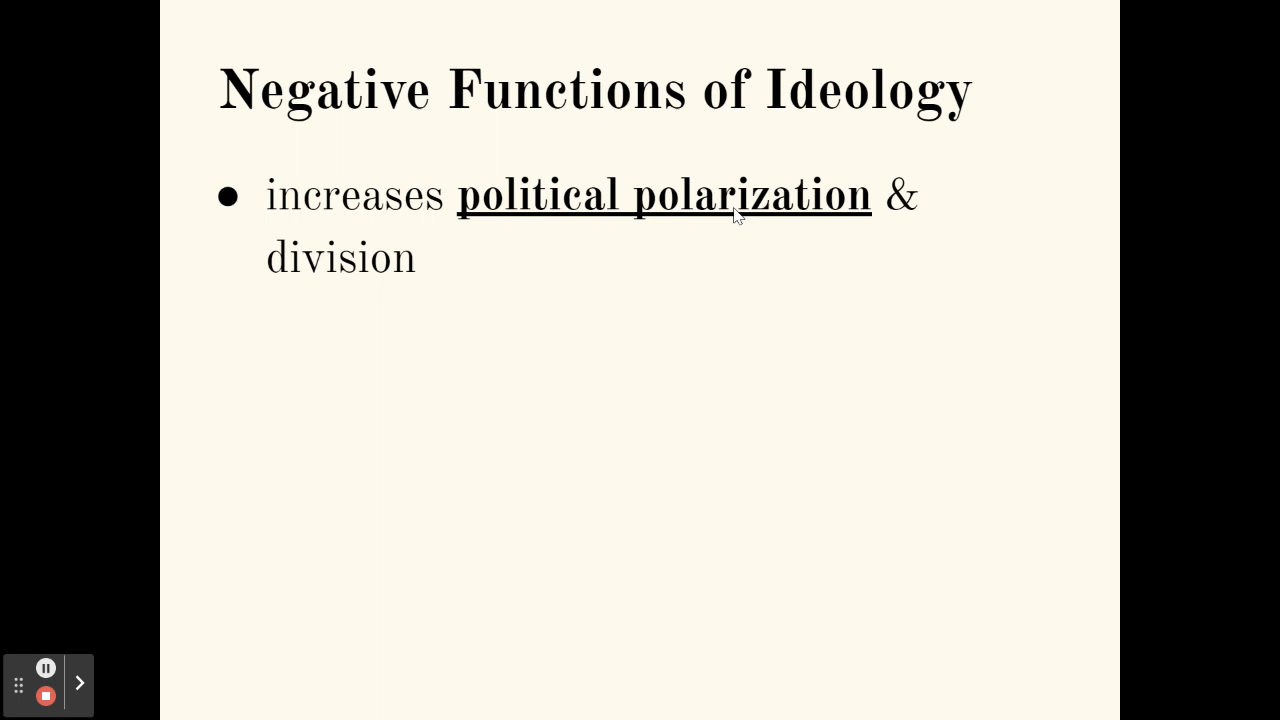 Negative Functions of Ideology
● increases political polarization &
division